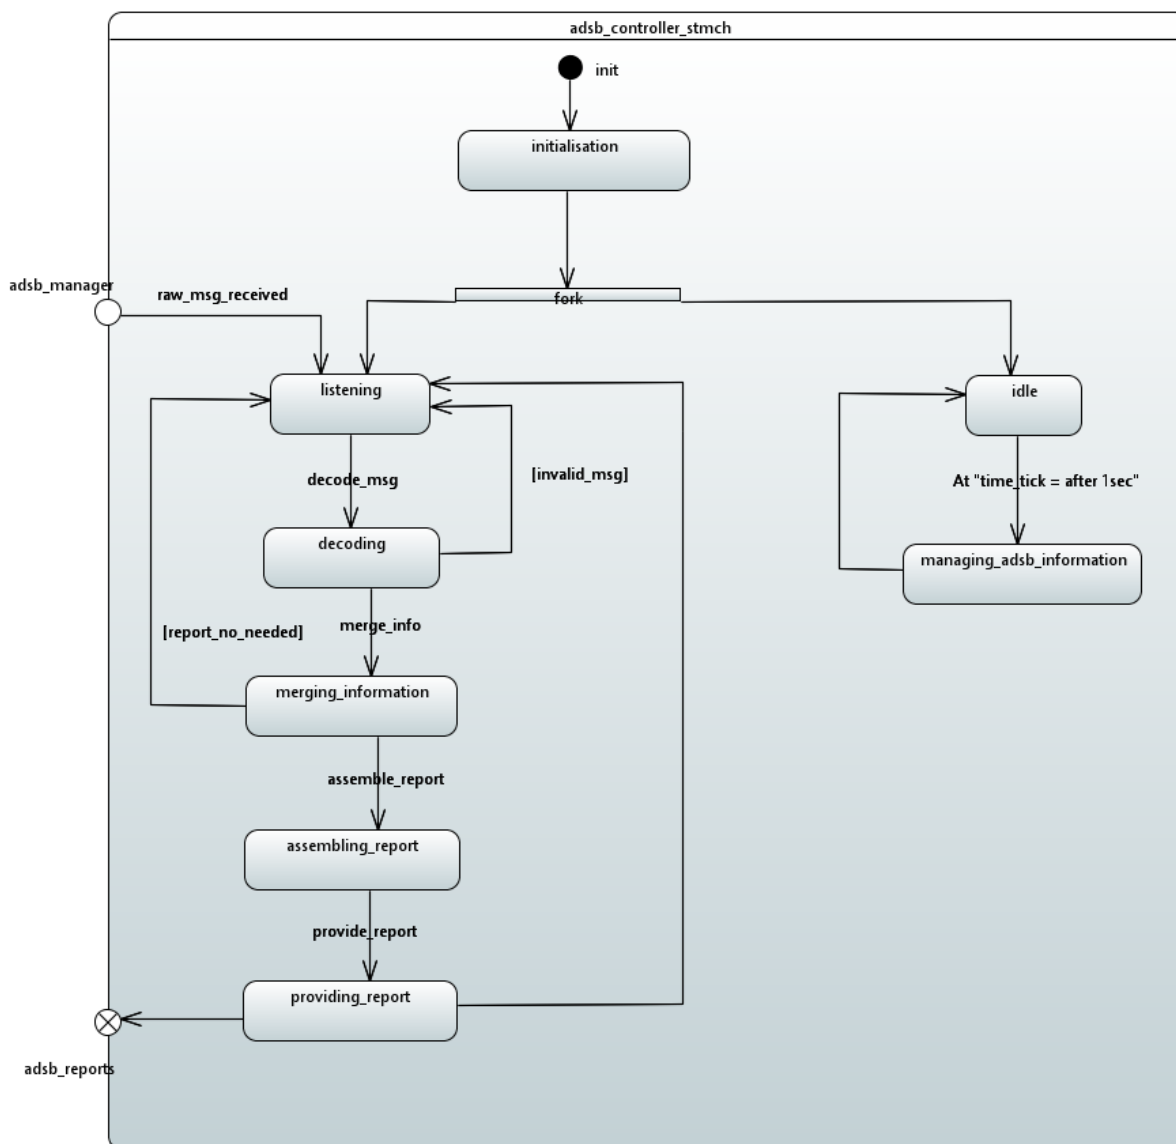 adsb_controller_stmch
init
initialisation
adsb_manager
raw_msg_received
fork
listening
idle
decode_msg
[invalid_msg]
At "time_tick = after 1sec"
decoding
managing_adsb_information
merge_info
[report_no_needed]
merging_information
assemble_report
assembling_report
provide_report
providing_report
adsb_reports